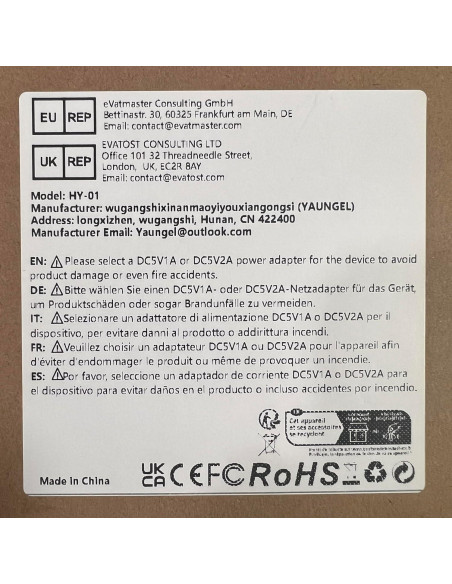 EU REP
eVatmaster Consulting GmbH
Bettinastr. 30, 60325 Frankfurt am Main, DE
Email: contact@evatmaster.com
UK REP
EVATOST CONSULTING LTD
Office 101 32 Threadneedle Street,
London, UK, EC2R 8AY
Email: contact@evatost.com
Model: HY-01
Manufacturer: wugangshixinanmaoyiyouxiangongsi (YAUNGEL)
Address: longxizhen, wugangshi, Hunan, CN 422400
Manufacturer Email: Yaungel@outlook.com
EN: ⚠Please select a DC5V1A or DC5V2A power adapter for the device to avoid
product damage or even fire accidents.
DE: ⚠Bitte wählen Sie einen DC5V1A- oder DC5V2A-Netzadapter für das Gerät,
um Produktschäden oder sogar Brandunfälle zu vermeiden.
IT: ⚠Selezionare un adattatore di alimentazione DC5V1A o DC5V2A per il
dispositivo, per evitare danni al prodotto o addirittura incendi.
FR: ⚠Veuillez choisir un adaptateur DC5V1A ou DC5V2A pour l'appareil afin
d'éviter d'endommager le produit ou même de provoquer un incendie.
ES: ⚠Por favor, seleccione un adaptador de corriente DC5V1A o DC5V2A para
el dispositivo para evitar daños en el producto o incluso accidentes por incendio.
FR
Cet appareil
et ses accessoires
se recyclent
Made in China
UK CA CE FC RoHS